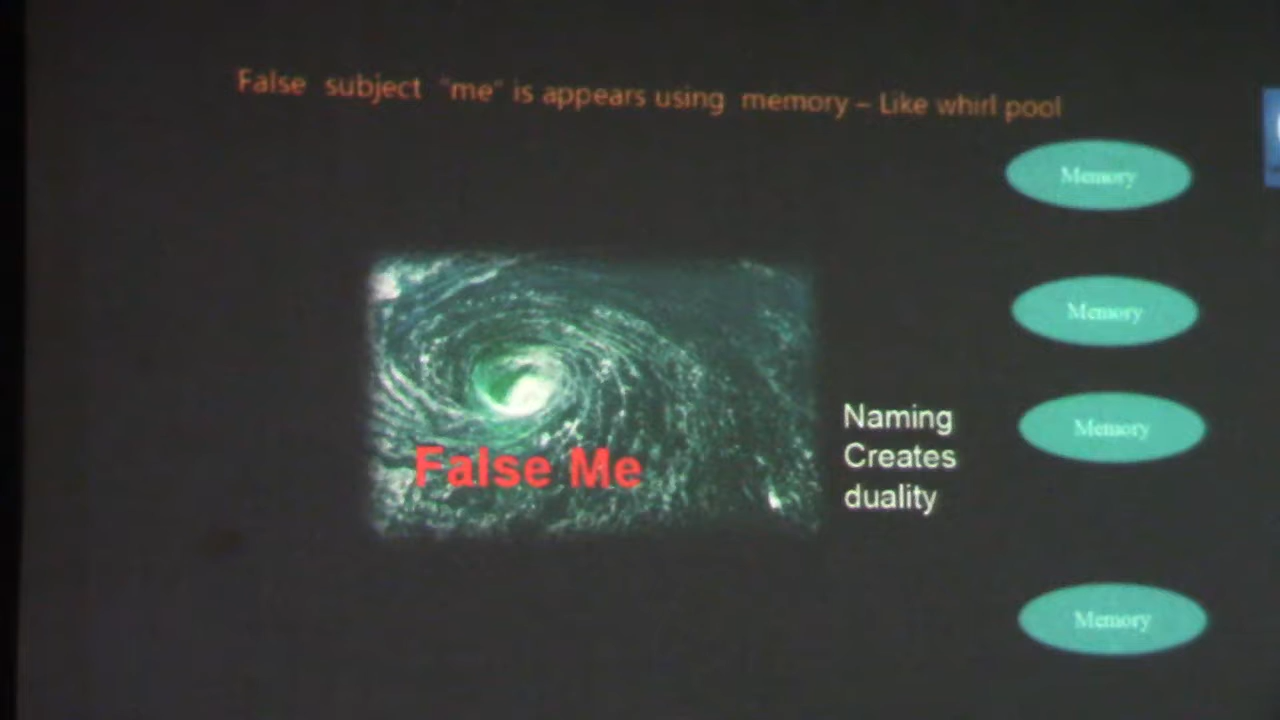 False subject "me" is appears using memory – Like whirl pool
Memory
Memory
Naming
Creates
duality
Memory
False Me
Memory